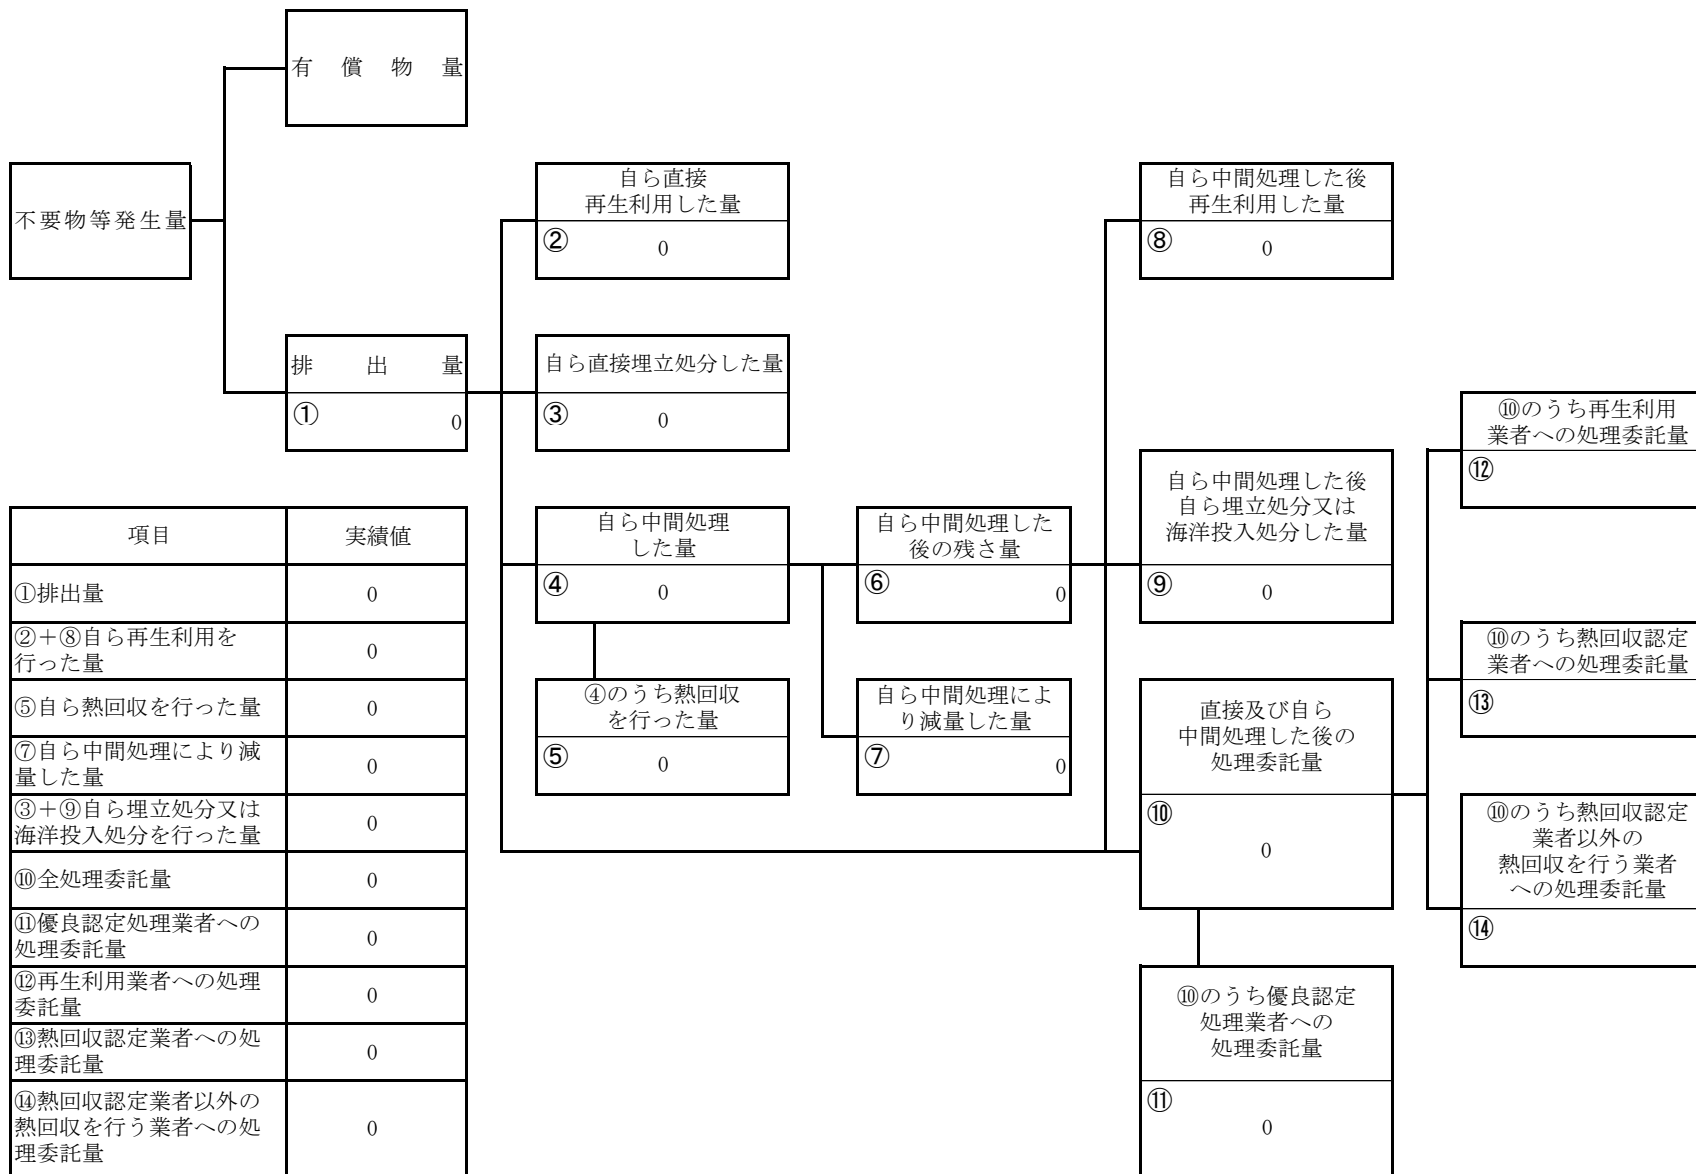 有償物量
不要物等発生量
自ら直接
再生利用した量
②
0
自ら中間処理した後
再生利用した量
⑧
0
排出量
①
0
自ら直接埋立処分した量
③
0
⑩のうち再生利用
業者への処理委託量
⑫
自ら中間処理
した量
④
0
自ら中間処理した
後の残さ量
⑥
0
自ら中間処理した後
自ら埋立処分又は
海洋投入処分した量
⑨
0
⑩のうち熱回収認定
業者への処理委託量
⑬
④のうち熱回収
を行った量
⑤
0
自ら中間処理によ
り減量した量
⑦
0
直接及び自ら
中間処理した後の
処理委託量
⑩
0
⑩のうち熱回収認定
業者以外の
熱回収を行う業者
への処理委託量
⑭
⑩のうち優良認定
処理業者への
処理委託量
⑪
0
項目 実績値
①排出量 0
②+⑧自ら再生利用を
行った量 0
⑤自ら熱回収を行った量 0
⑦自ら中間処理により減
量した量 0
③+⑨自ら埋立処分又は
海洋投入処分を行った量 0
⑩全処理委託量 0
⑪優良認定処理業者への
処理委託量 0
⑫再生利用業者への処理
委託量 0
⑬熱回収認定業者への処
理委託量 0
⑭熱回収認定業者以外の
熱回収を行う業者への処
理委託量 0